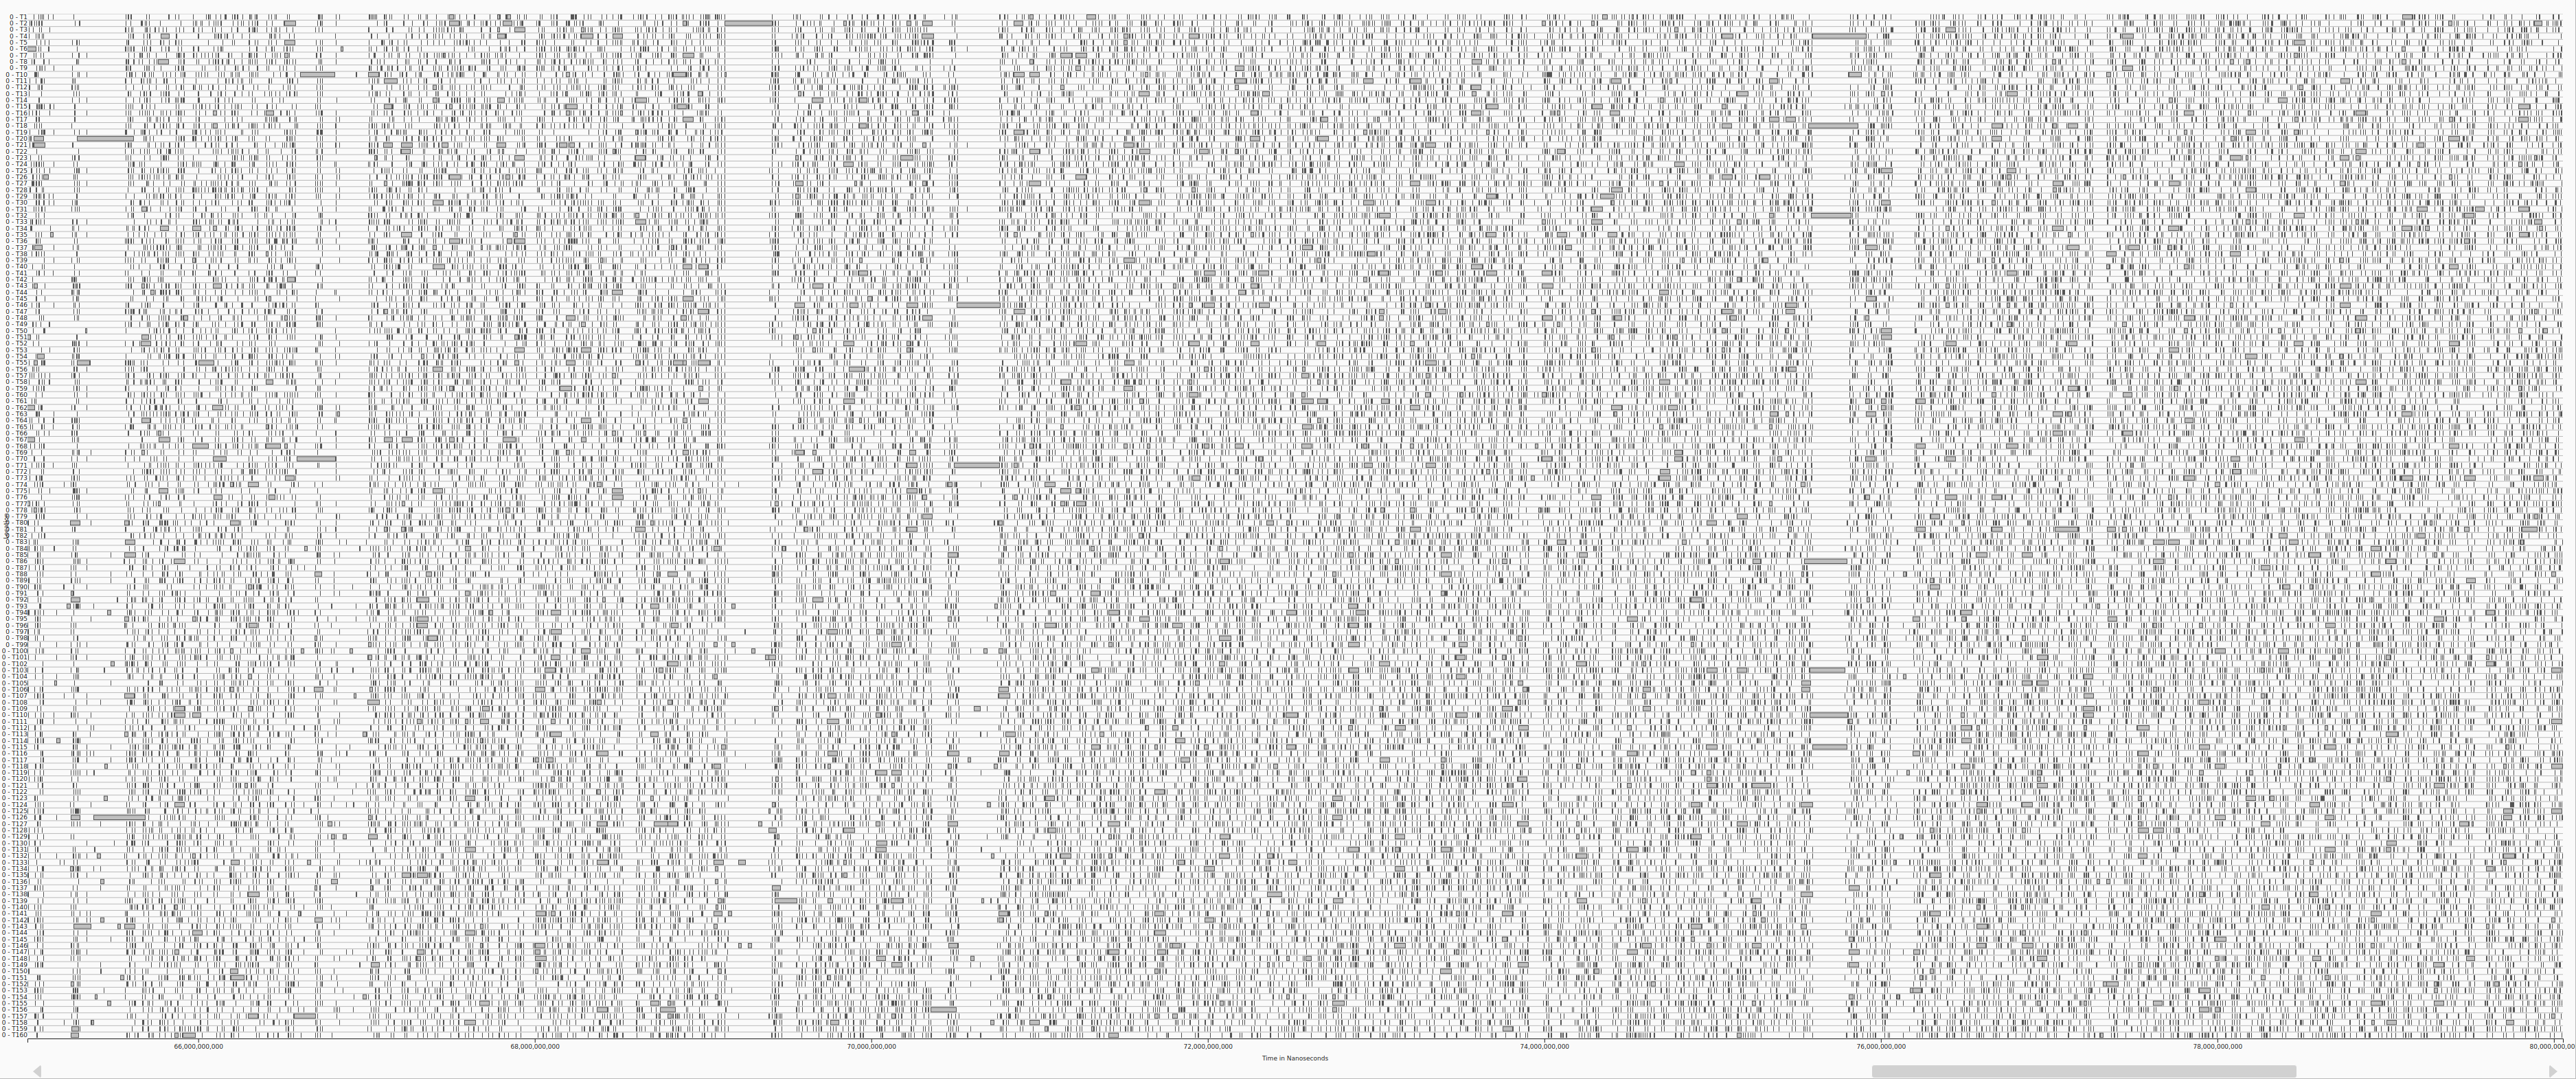 0 - T1
0 - T2
0 - T3
0 - T4
0 - T5
0 - T6
0 - T7
0 - T8
0 - T9
0 - T10
0 - T11
0 - T12
0 - T13
0 - T14
0 - T15
0 - T16
0 - T17
0 - T18
0 - T19
0 - T20
0 - T21
0 - T22
0 - T23
0 - T24
0 - T25
0 - T26
0 - T27
0 - T28
0 - T29
0 - T30
0 - T31
0 - T32
0 - T33
0 - T34
0 - T35
0 - T36
0 - T37
0 - T38
0 - T39
0 - T40
0 - T41
0 - T42
0 - T43
0 - T44
0 - T45
0 - T46
0 - T47
0 - T48
0 - T49
0 - T50
0 - T51
0 - T52
0 - T53
0 - T54
0 - T55
0 - T56
0 - T57
0 - T58
0 - T59
0 - T60
0 - T61
0 - T62
0 - T63
0 - T64
0 - T65
0 - T66
0 - T67
0 - T68
0 - T69
0 - T70
0 - T71
0 - T72
0 - T73
0 - T74
0 - T75
0 - T76
0 - T77
0 - T78
0 - T79
0 - T80
0 - T81
0 - T82
0 - T83
0 - T84
0 - T85
0 - T86
0 - T87
0 - T88
0 - T89
0 - T90
0 - T91
0 - T92
0 - T93
0 - T94
0 - T95
0 - T96
0 - T97
0 - T98
0 - T99
0 - T100
0 - T101
0 - T102
0 - T103
0 - T104
0 - T105
0 - T106
0 - T107
0 - T108
0 - T109
0 - T110
0 - T111
0 - T112
0 - T113
0 - T114
0 - T115
0 - T116
0 - T117
0 - T118
0 - T119
0 - T120
0 - T121
0 - T122
0 - T123
0 - T124
0 - T125
0 - T126
0 - T127
0 - T128
0 - T129
0 - T130
0 - T131
0 - T132
0 - T133
0 - T134
0 - T135
0 - T136
0 - T137
0 - T138
0 - T139
0 - T140
0 - T141
0 - T142
0 - T143
0 - T144
0 - T145
0 - T146
0 - T147
0 - T148
0 - T149
0 - T150
0 - T151
0 - T152
0 - T153
0 - T154
0 - T155
0 - T156
0 - T157
0 - T158
0 - T159
0 - T160
66,000,000,000 68,000,000,000 70,000,000,000 72,000,000,000 74,000,000,000 76,000,000,000 78,000,000,000 80,000,000,00
Time in Nanoseconds